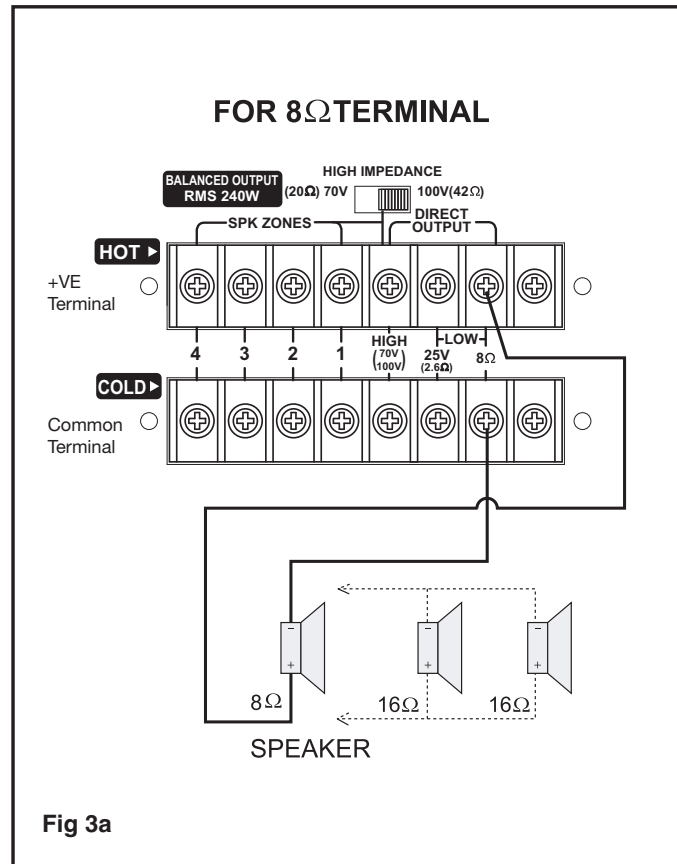 FOR 8ΩTERMINAL
HIGH IMPEDANCE
BALANCED OUTPUT
RMS 240W
(20Ω) 70V
100V(42Ω)
SPK ZONES
DIRECT
OUTPUT
HOT ►
+VE
Terminal
4
3
2
1
HIGH
(70V
100V)
LOW
25V
(2.6Ω)
8Ω
COLD►
Common
Terminal
-
-
-
+
+
+
8Ω
16Ω
16Ω
SPEAKER
Fig 3a